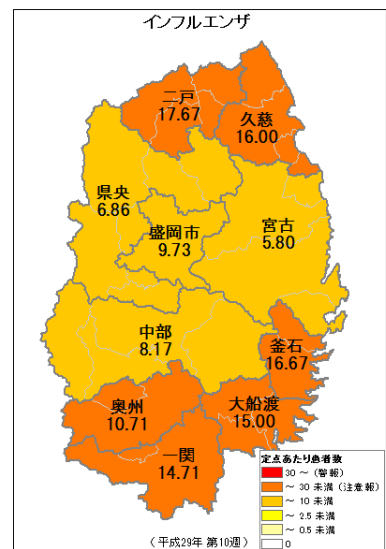 インフルエンザ
二戸
17.67
久慈
16.00
県央
6.86
盛岡市
9.73
宮古
5.80
中部
8.17
釜石
16.67
奥州
10.71
大船渡
15.00
一関
14.71
定点あたり患者数
30 ～ (警報)
～ 30 未満 (注意報)
～ 10 未満
～ 2.5 未満
～ 0.5 未満
0
(平成29年 第10週)